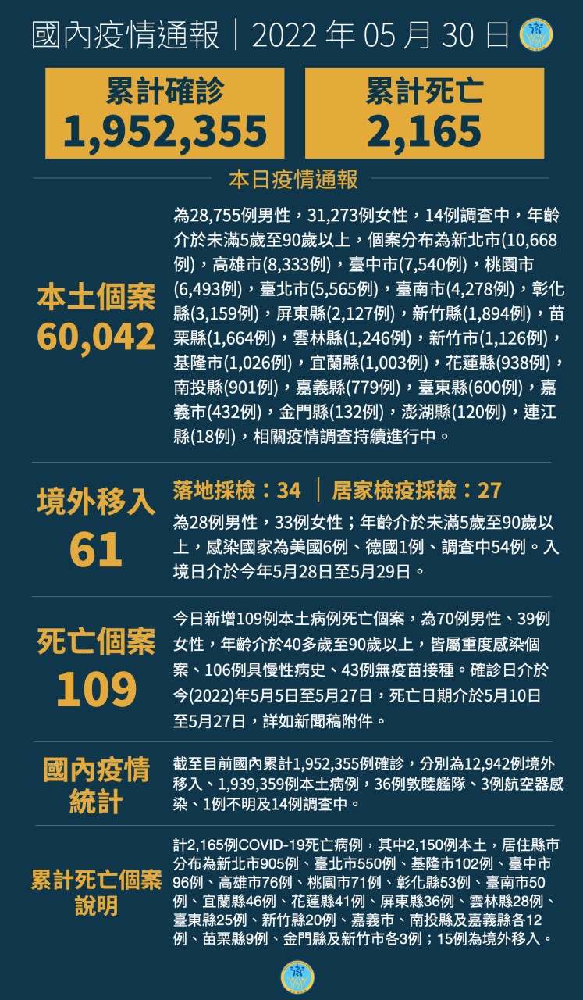 國內疫情通報｜2022 年 05 月 30 日
累計確診
1,952,355
累計死亡
2,165
本日疫情通報
本土個案
60,042
為28,755例男性，31,273例女性，14例調查中，年齡
介於未滿5歲至90歲以上，個案分布為新北市(10,668
例)，高雄市(8,333例)，臺中市(7,540例)，桃園市
(6,493例)，臺北市(5,565例)，臺南市(4,278例)，彰化
縣(3,159例)，屏東縣(2,127例)，新竹縣(1,894例)，苗
栗縣(1,664例)，雲林縣(1,246例)，新竹市(1,126例)，
基隆市(1,026例)，宜蘭縣(1,003例)，花蓮縣(938例)，
南投縣(901例)，嘉義縣(779例)，臺東縣(600例)，嘉
義市(432例)，金門縣(132例)，澎湖縣(120例)，連江
縣(18例)，相關疫情調查持續進行中。
境外移入
61
落地採檢：34 ｜居家檢疫採檢：27
為28例男性，33例女性；年齡介於未滿5歲至90歲以
上，感染國家為美國6例、德國1例、調查中54例。入
境日介於今年5月28日至5月29日。
死亡個案
109
今日新增109例本土病例死亡個案，為70例男性、39例
女性，年齡介於40多歲至90歲以上，皆屬重度感染個
案、106例具慢性病史、43例無疫苗接種。確診日介於
今(2022)年5月5日至5月27日，死亡日期介於5月10日
至5月27日，詳如新聞稿附件。
國內疫情
統計
截至目前國內累計1,952,355例確診，分別為12,942例境外
移入、1,939,359例本土病例，36例敦睦艦隊、3例航空器感
染、1例不明及14例調查中。
累計死亡個案
說明
計2,165例COVID-19死亡病例，其中2,150例本土，居住縣市
分布為新北市905例、臺北市550例、基隆市102例、臺中市
96例、高雄市76例、桃園市71例、彰化縣53例、臺南市50
例、宜蘭縣46例、花蓮縣41例、屏東縣36例、雲林縣28例、
臺東縣25例、新竹縣20例、嘉義市、南投縣及嘉義縣各12
例、苗栗縣9例、金門縣及新竹市各3例；15例為境外移入。